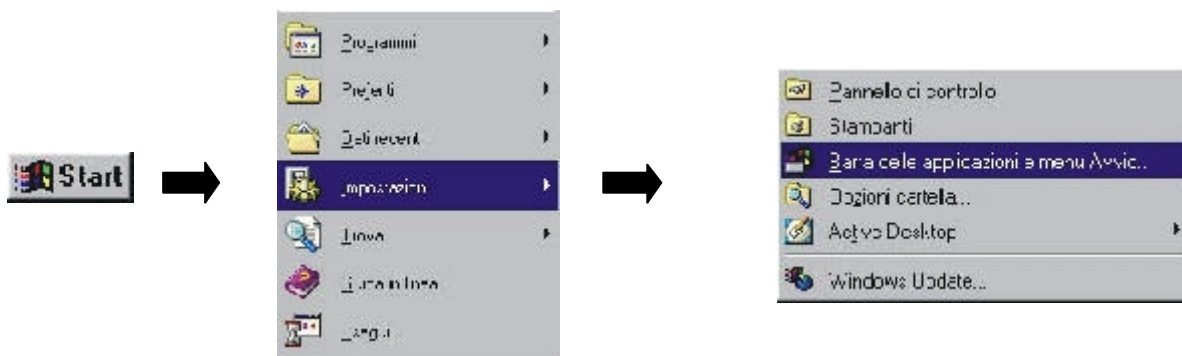 Start
Programmi
Preferiti
Dati recenti
Impostazioni
Trova
Guida in linea
Esegui...
Pannello di controllo
Stampanti
Barra delle applicazioni e menu Avvio...
Opzioni cartella...
Active Desktop
Windows Update...